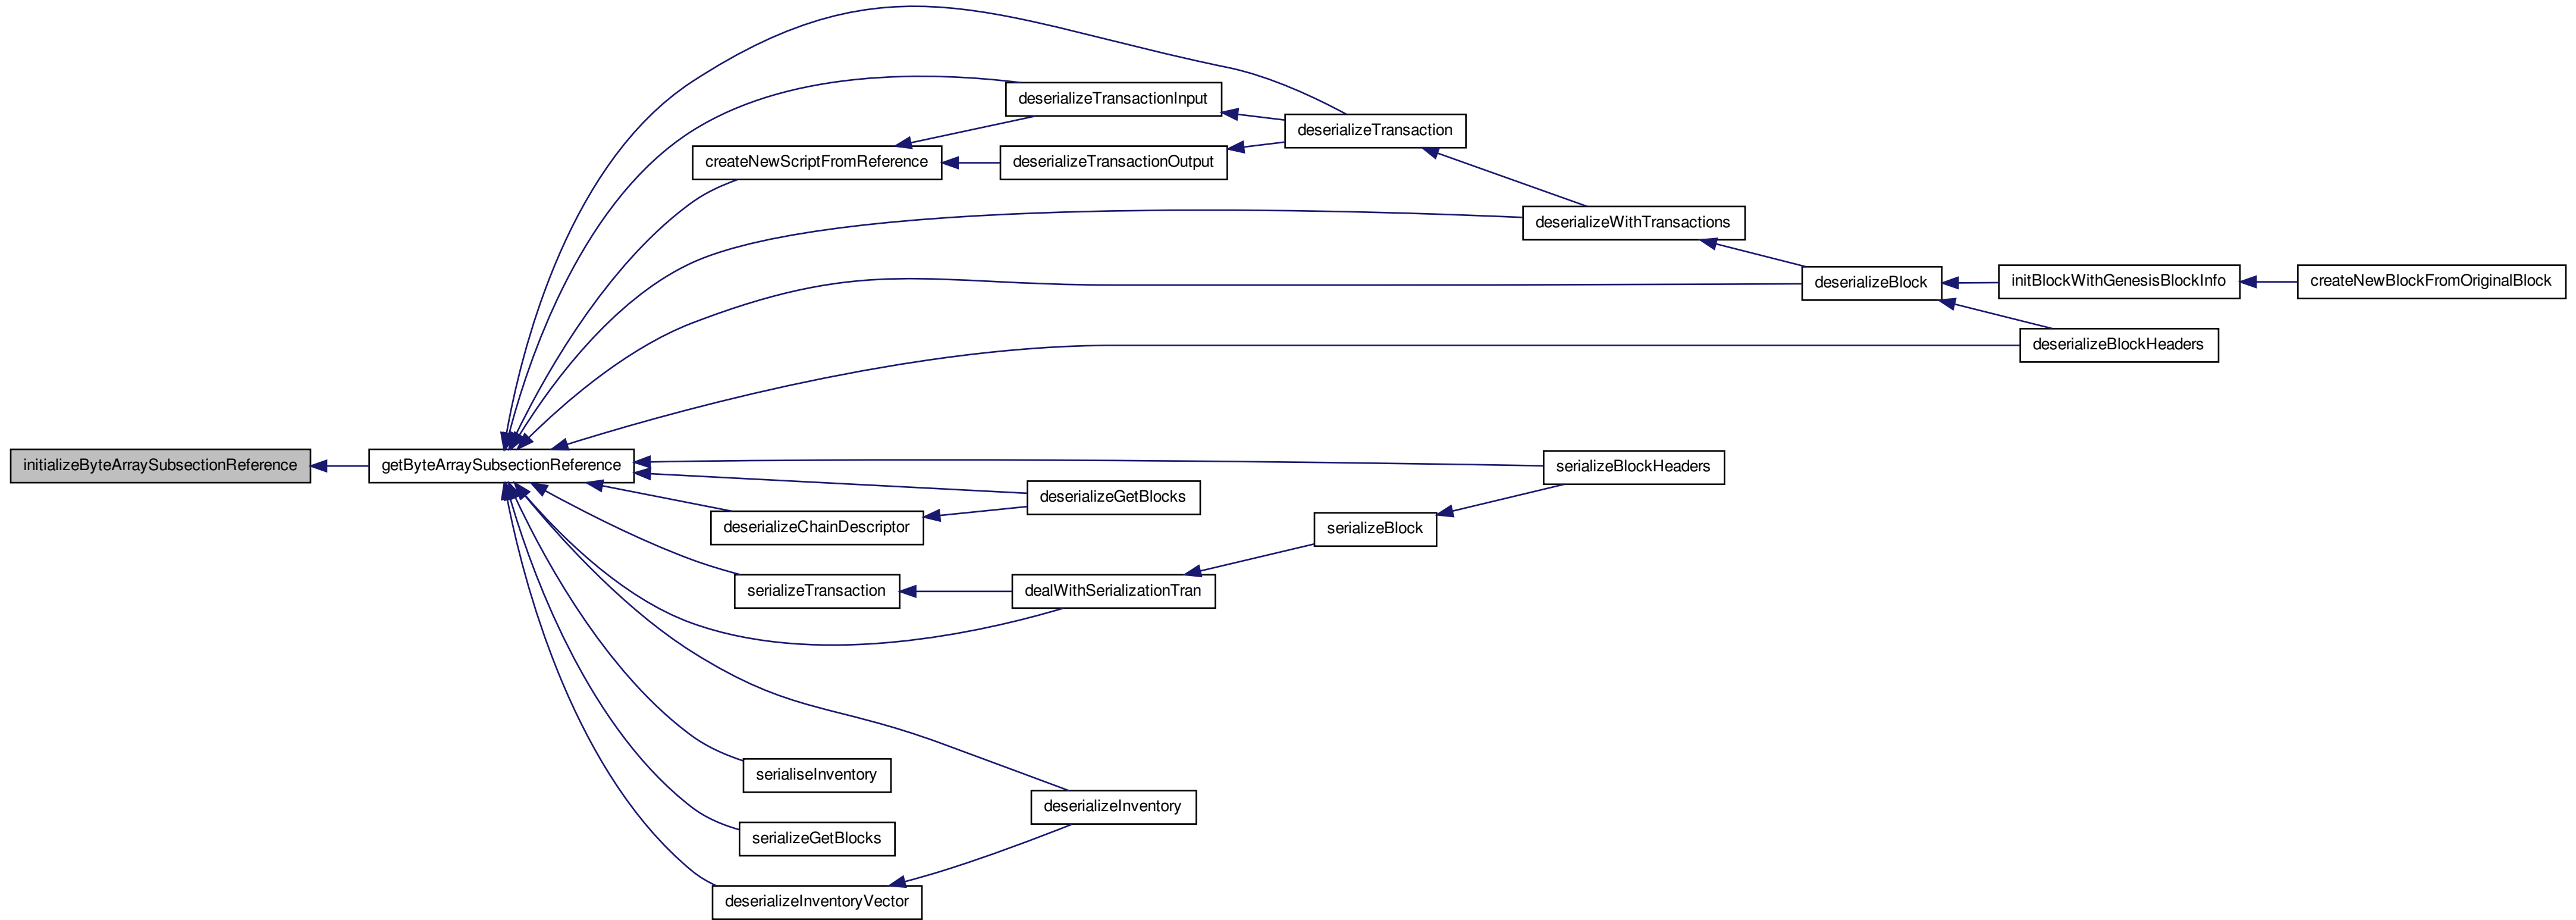 deserializeTransactionInput
deserializeTransaction
createNewScriptFromReference
deserializeTransactionOutput
deserializeWithTransactions
deserializeBlock
initBlockWithGenesisBlockInfo
createNewBlockFromOriginalBlock
deserializeBlockHeaders
initializeByteArraySubsectionReference
getByteArraySubsectionReference
serializeBlockHeaders
deserializeGetBlocks
deserializeChainDescriptor
serializeBlock
serializeTransaction
dealWithSerializationTran
serialiseInventory
deserializeInventory
serializeGetBlocks
deserializeInventoryVector